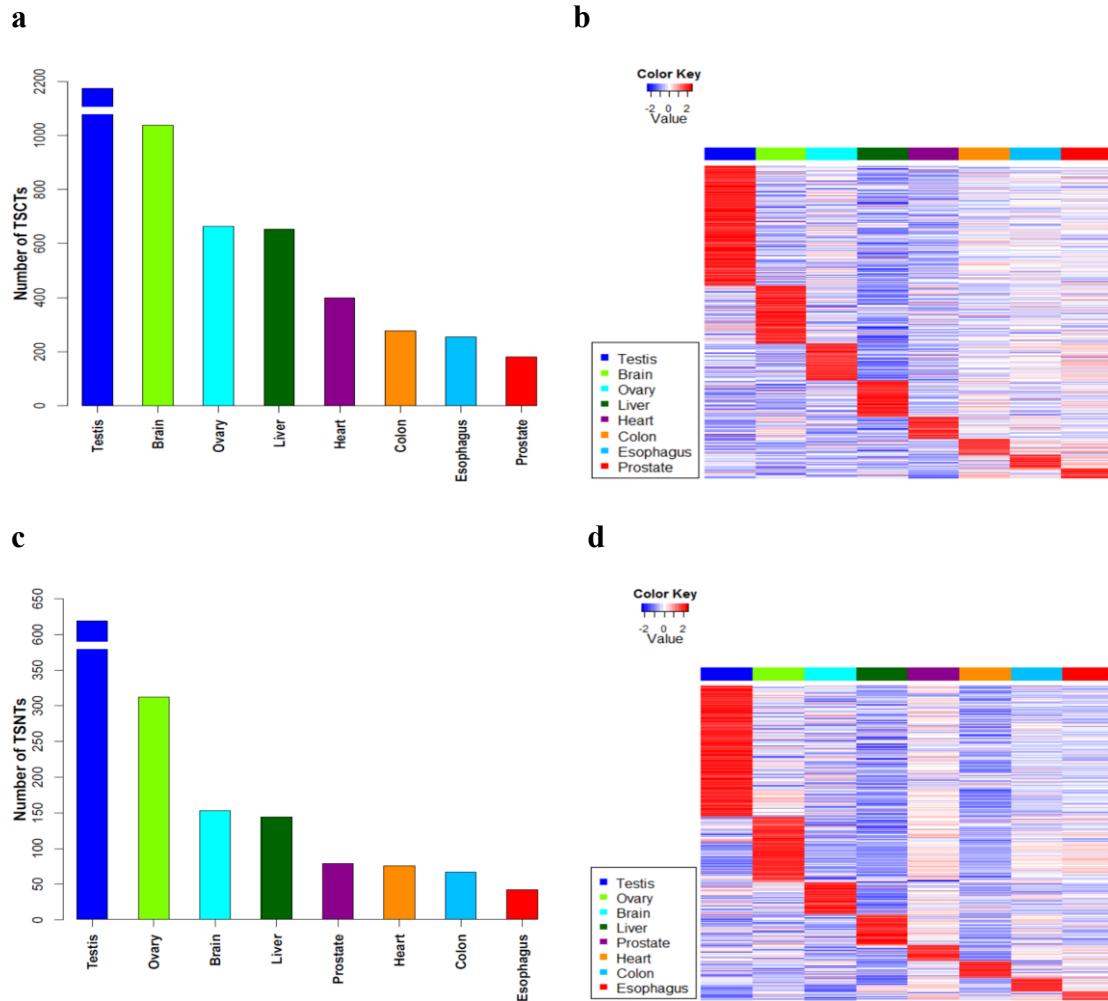 a
Number of TSCTs
2200
1000
800
600
400
200
0
Testis
Brain
Ovary
Liver
Heart
Colon
Esophagus
Prostate
b
Color Key
-2 0 2
Value
Testis
Brain
Ovary
Liver
Heart
Colon
Esophagus
Prostate
c
Number of TSNTs
650
600
350
300
250
200
150
100
50
0
Testis
Ovary
Brain
Liver
Prostate
Heart
Colon
Esophagus
d
Color Key
-2 0 2
Value
Testis
Ovary
Brain
Liver
Prostate
Heart
Colon
Esophagus